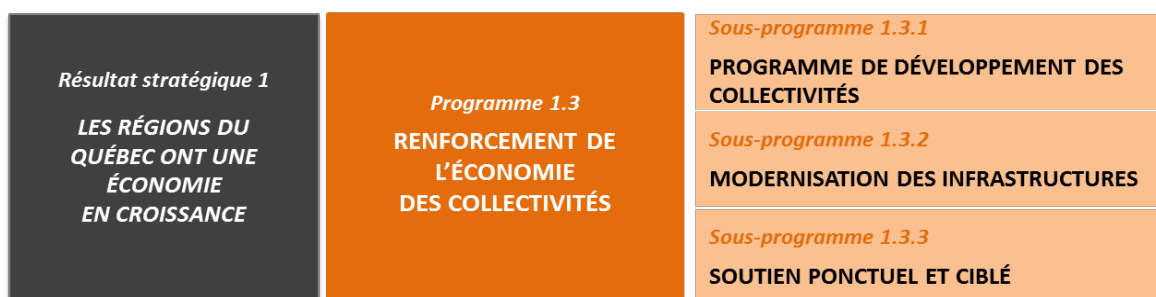 Résultat stratégique 1
LES RÉGIONS DU
QUÉBEC ONT UNE
ÉCONOMIE
EN CROISSANCE
Programme 1.3
RENFORCEMENT DE
L'ÉCONOMIE
DES COLLECTIVITÉS
Sous-programme 1.3.1
PROGRAMME DE DÉVELOPPEMENT DES
COLLECTIVITÉS
Sous-programme 1.3.2
MODERNISATION DES INFRASTRUCTURES
Sous-programme 1.3.3
SOUTIEN PONCTUEL ET CIBLÉ